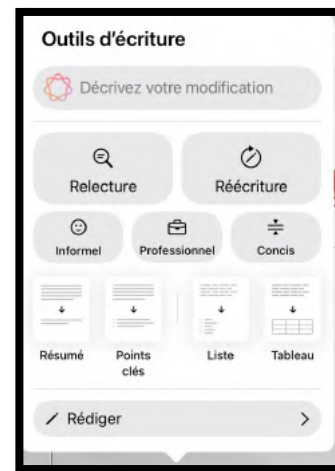 Outils d'écriture
Décrivez votre modification
Relecture
Réécriture
Informel
Professionnel
Concis
Résumé
Points
clés
Liste
Tableau
Rédiger